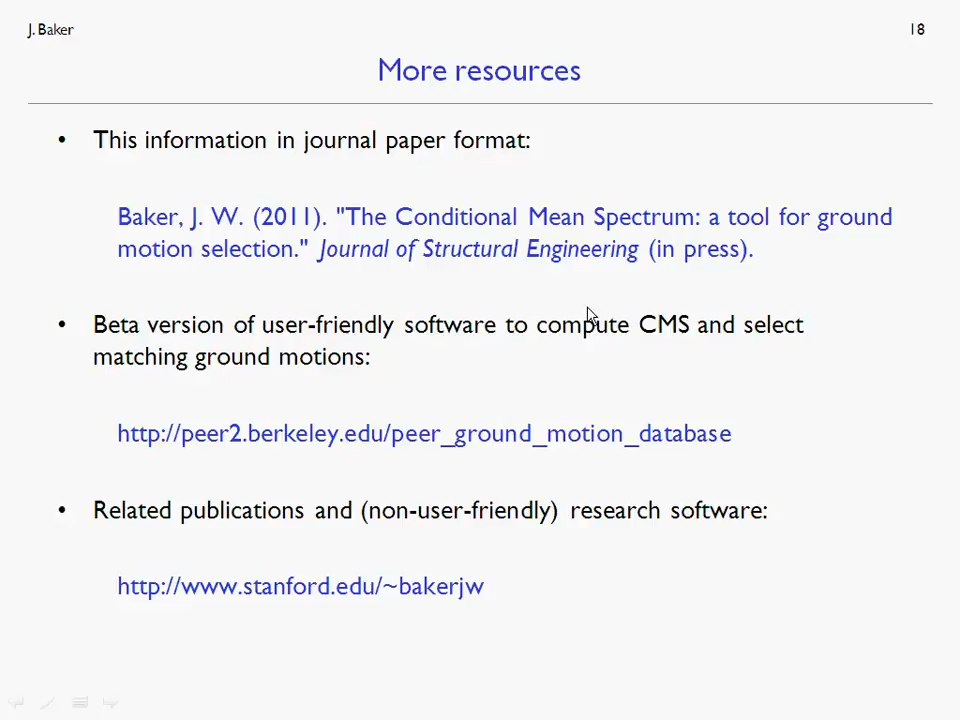 J. Baker
18
More resources
• This information in journal paper format:
Baker, J. W. (2011). "The Conditional Mean Spectrum: a tool for ground
motion selection." Journal of Structural Engineering (in press).
• Beta version of user-friendly software to compute CMS and select
matching ground motions:
http://peer2.berkeley.edu/peer_ground_motion_database
• Related publications and (non-user-friendly) research software:
http://www.stanford.edu/~bakerjw